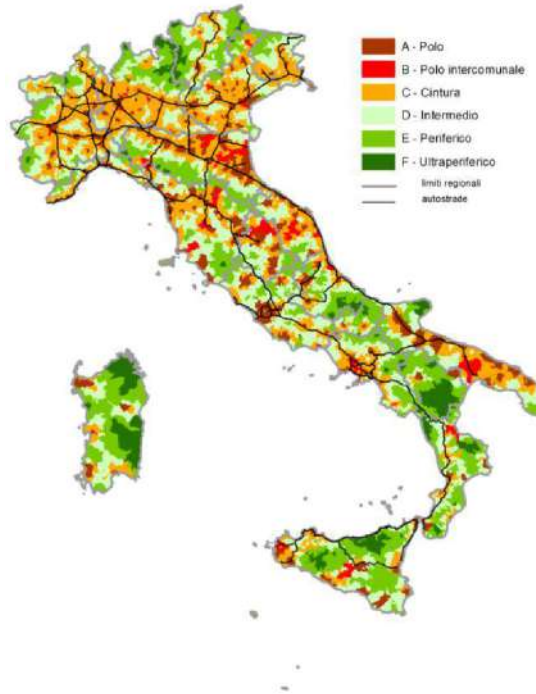 A - Polo
B - Polo intercomunale
C - Cintura
D - Intermedio
E - Periferico
F - Ultraperiferico
limiti regionali
autostrade